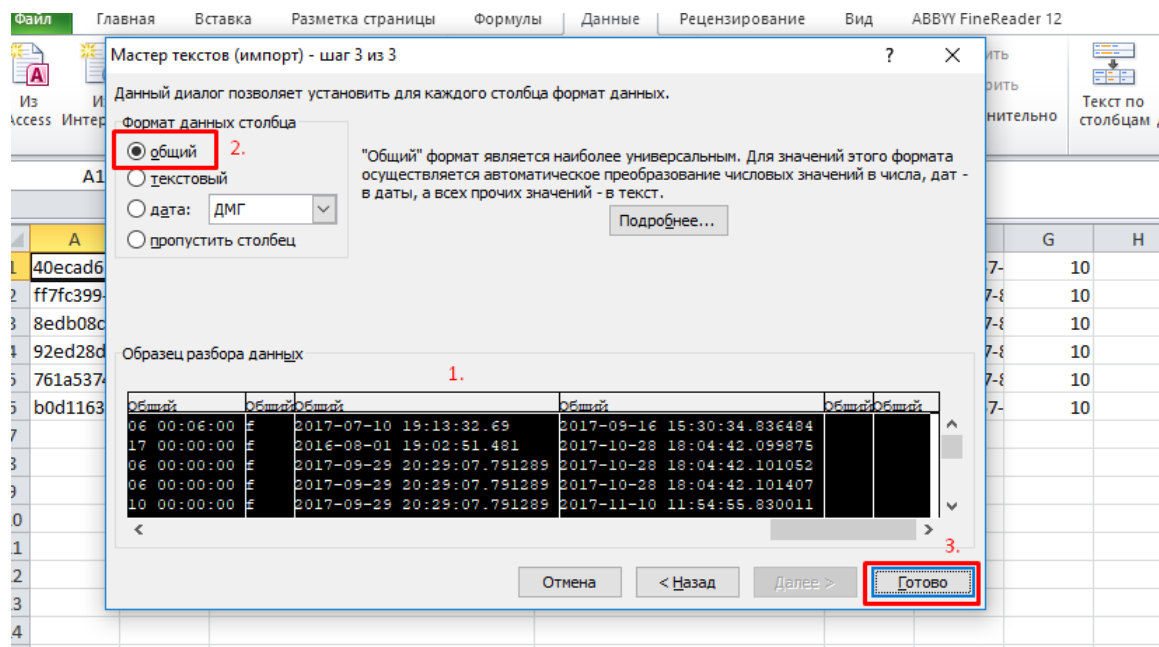 Файл Главная Вставка Разметка страницы Формулы Данные Рецензирование Вид ABBYY FineReader 12
Мастер текстов (импорт) - шаг 3 из 3 ? X
Данный диалог позволяет установить для каждого столбца формат данных.
Из
Access
Текст по
столбцам
Формат данных столбца
общий 2.
текстовый
дата: ДМГ
пропустить столбец
"Общий" формат является наиболее универсальным. Для значений этого формата
осуществляется автоматическое преобразование числовых значений в числа, дат -
в даты, а всех прочих значений - в текст.
Подробнее...
A1
A G H
40ecad6 7- 10
ff7fc399- 10
8edb08c 10
92ed28d 10
761a5374 10
b0d1163 7- 10
Образец разбора данных
1.
Общий Общий Общий Общий Общий Общий
06 00:06:00 f 2017-07-10 19:13:32.69 2017-09-16 15:30:34.836484
17 00:00:00 f 2016-08-01 19:02:51.481 2017-10-28 18:04:42.099875
06 00:00:00 f 2017-09-29 20:29:07.791289 2017-10-28 18:04:42.101052
06 00:00:00 f 2017-09-29 20:29:07.791289 2017-10-28 18:04:42.101407
10 00:00:00 f 2017-09-29 20:29:07.791289 2017-11-10 11:54:55.830011
3.
Отмена < Назад Далее > Готово